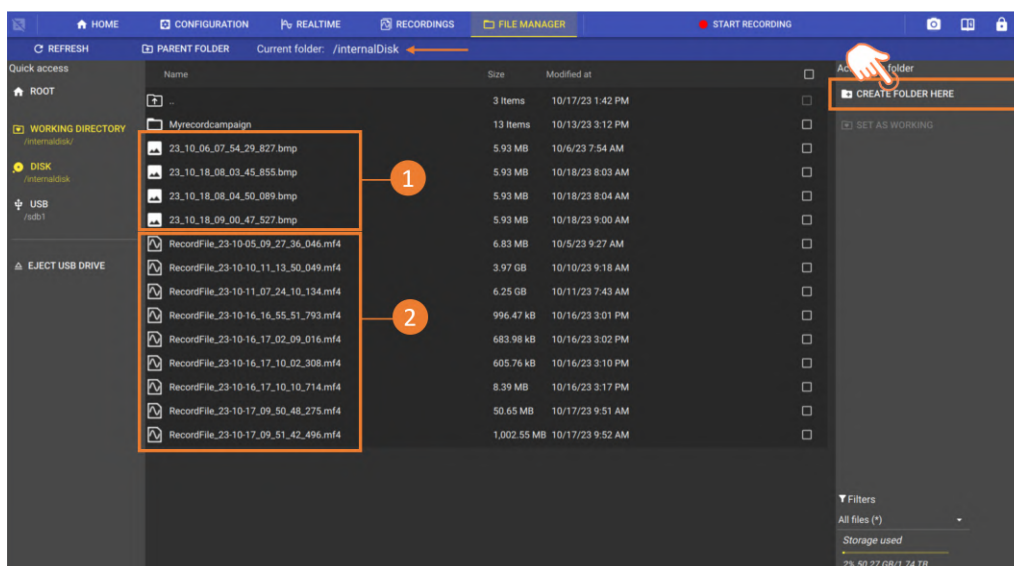 HOME CONFIGURATION REALTIME RECORDINGS FILE MANAGER START RECORDING
REFRESH PARENT FOLDER Current folder: /internalDisk
Quick access
ROOT
WORKING DIRECTORY
/internaldisk/
DISK
/internaldisk
USB
/sdb1
EJECT USB DRIVE
Name Size Modified at
.. 3 Items 10/17/23 1:42 PM
Myrecordcampaign 13 Items 10/13/23 3:12 PM
23_10_06_07_54_29_827.bmp 5.93 MB 10/6/23 7:54 AM
23_10_18_08_03_45_855.bmp 5.93 MB 10/18/23 8:03 AM
23_10_18_08_04_50_089.bmp 5.93 MB 10/18/23 8:04 AM
23_10_18_09_00_47_527.bmp 5.93 MB 10/18/23 9:00 AM
RecordFile_23-10-05_09_27_36_046.mf4 6.83 MB 10/5/23 9:27 AM
RecordFile_23-10-10_11_13_50_049.mf4 3.97 GB 10/10/23 9:18 AM
RecordFile_23-10-11_07_24_10_134.mf4 6.25 GB 10/11/23 7:43 AM
RecordFile_23-10-16_16_55_51_793.mf4 996.47 kB 10/16/23 3:01 PM
RecordFile_23-10-16_17_02_09_016.mf4 683.98 kB 10/16/23 3:02 PM
RecordFile_23-10-16_17_10_02_308.mf4 605.76 kB 10/16/23 3:10 PM
RecordFile_23-10-16_17_10_10_714.mf4 8.39 MB 10/16/23 3:17 PM
RecordFile_23-10-17_09_50_48_275.mf4 50.65 MB 10/17/23 9:51 AM
RecordFile_23-10-17_09_51_42_496.mf4 1,002.55 MB 10/17/23 9:52 AM
1
2
folder
CREATE FOLDER HERE
SET AS WORKING
Filters
All files (*)
Storage used
2% 50.27 GB/1.74 TB